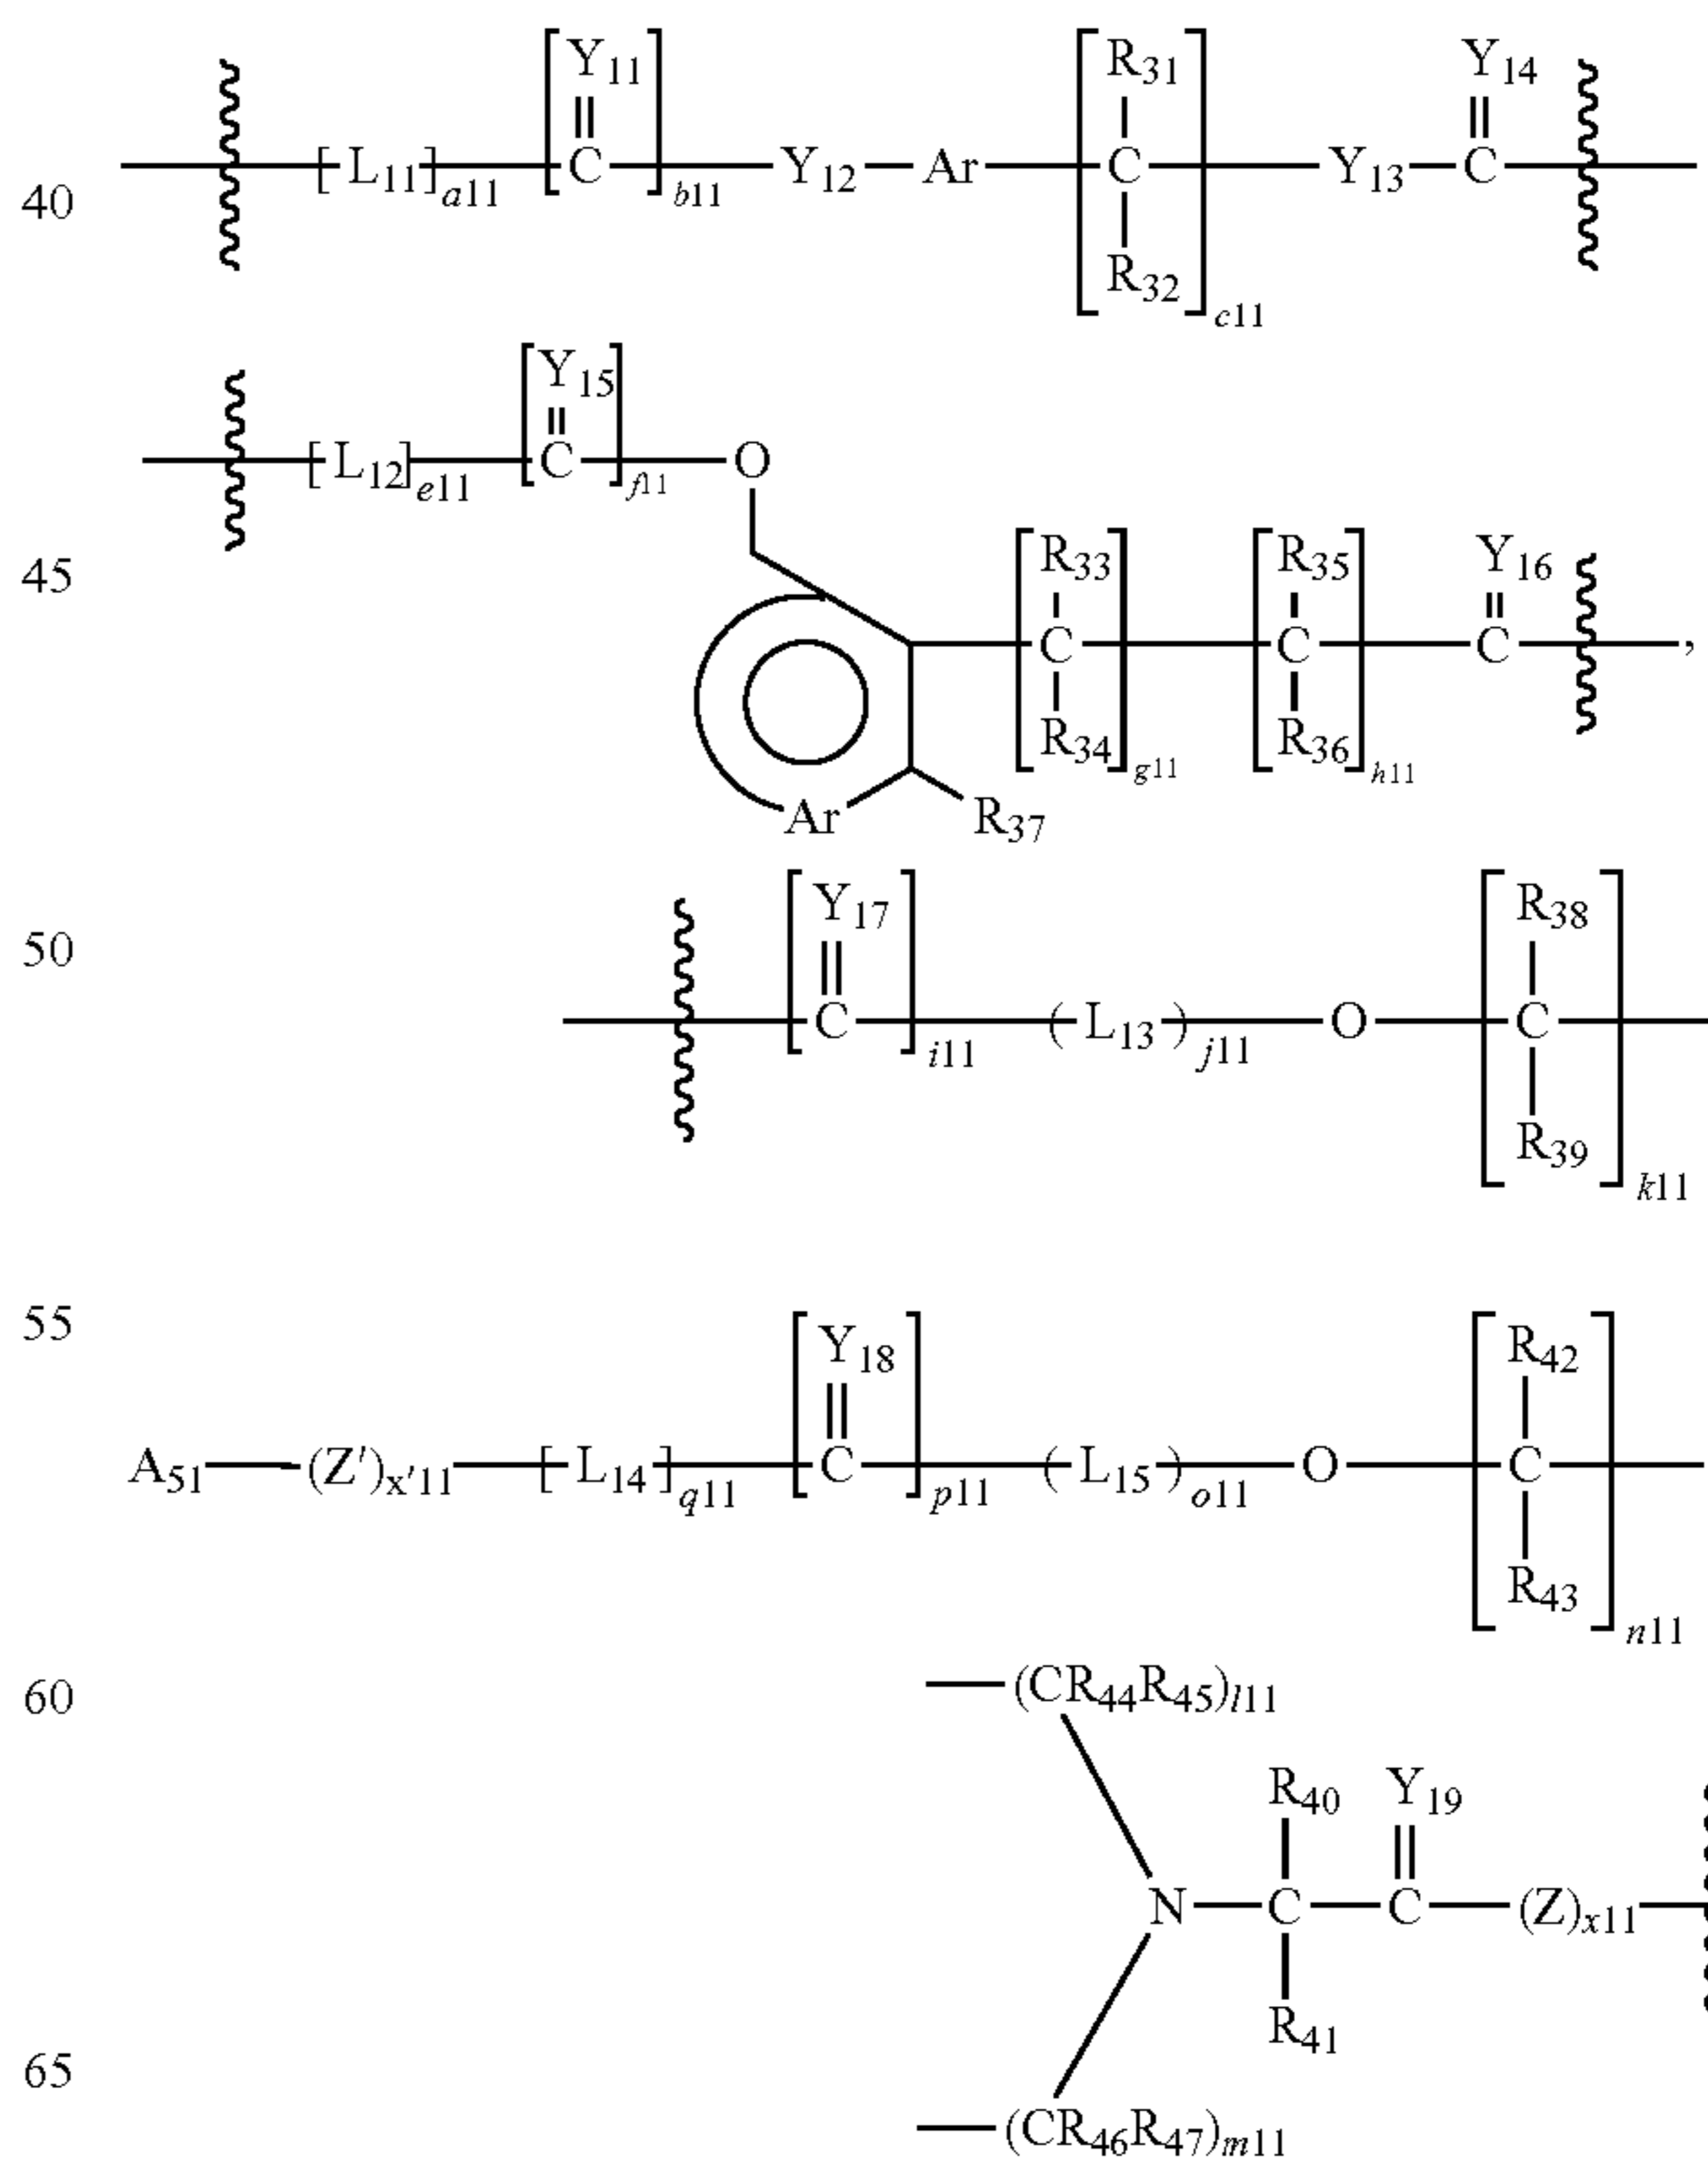 Y11 R31 Y14
[L11]a11 C b11 Y12 Ar C c11 Y13 C
40
R32
Y15
[L12]e11 C f11 O
45 R33 R35 Y16
C g11 C h11 C ,
R34 R36
Ar R37
Y17 R38
50
C i11 (L13)j11 O C k11
R39
55 Y18 R42
A51 (Z')x'11 [L14]q11 C p11 (L15)o11 O C n11
R43
60 (CR44R45)l11
R40 Y19
N C C (Z)x11
R41
65
(CR46R47)m11